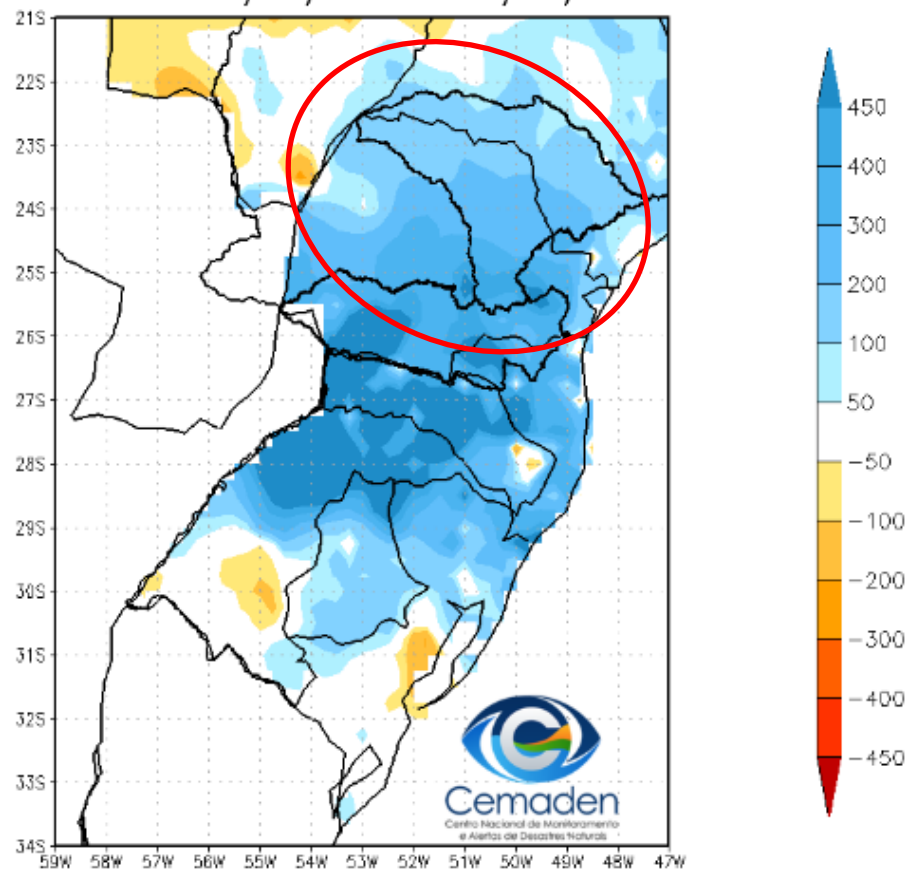 21S
22S
23S
24S
25S
26S
27S
28S
29S
30S
31S
32S
33S
34S
59W 58W 57W 56W 55W 54W 53W 52W 51W 50W 49W 48W 47W
450
400
300
200
100
50
−50
−100
−200
−300
−400
−450
Cemaden
Centro Nacional de Monitoramento
e Alertas de Desastres Naturais